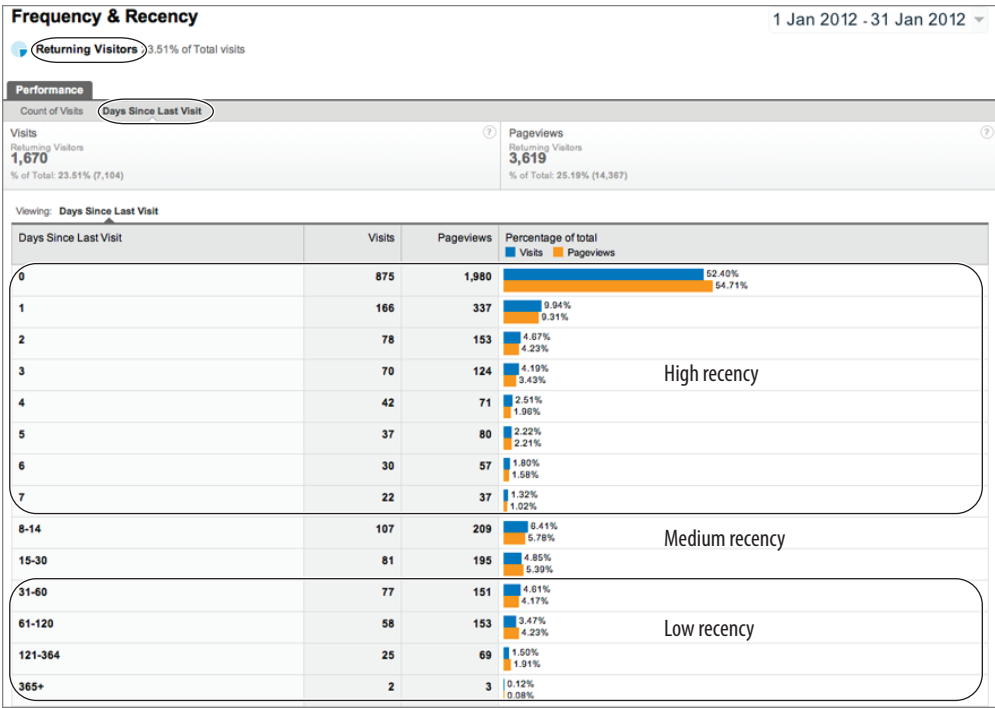 Frequency & Recency
1 Jan 2012 - 31 Jan 2012
Returning Visitors 3.51% of Total visits
Performance
Count of Visits Days Since Last Visit
Visits ? Pageviews ?
Returning Visitors Returning Visitors
1,670 3,619
% of Total: 23.51% (7,104) % of Total: 25.19% (14,367)
Viewing: Days Since Last Visit
Days Since Last Visit Visits Pageviews Percentage of total
Visits Pageviews
0 875 1,980 52.40%
54.71%
1 166 337 9.94%
9.31%
2 78 153 4.67%
4.23%
3 70 124 4.19%
3.43%
High recency
4 42 71 2.51%
1.96%
5 37 80 2.22%
2.21%
6 30 57 1.80%
1.58%
7 22 37 1.32%
1.02%
8-14 107 209 6.41%
5.78%
Medium recency
15-30 81 195 4.85%
5.39%
31-60 77 151 4.61%
4.17%
61-120 58 153 3.47%
4.23%
Low recency
121-364 25 69 1.50%
1.91%
365+ 2 3 0.12%
0.08%